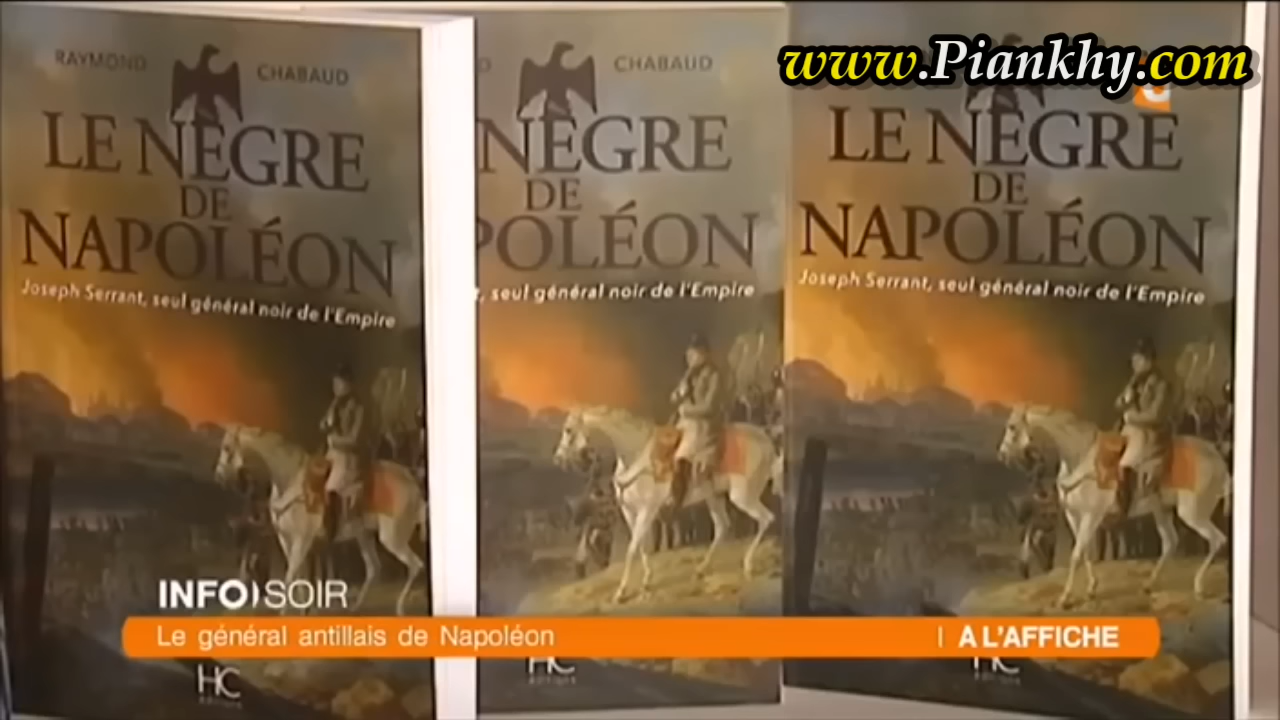 www.Piankhy.com
RAYMOND CHABAUD
LE NÈGRE
DE
NAPOLÉON
Joseph Serrant, seul général noir de l'Empire
CHABAUD
NÈGRE
DE
POLÉON
, seul général noir de l'Empire
LE NÈGRE
DE
NAPOLÉON
Joseph Serrant, seul général noir de l'Empire
INFO SOIR
Le général antillais de Napoléon | A L'AFFICHE
HC
HC
HC